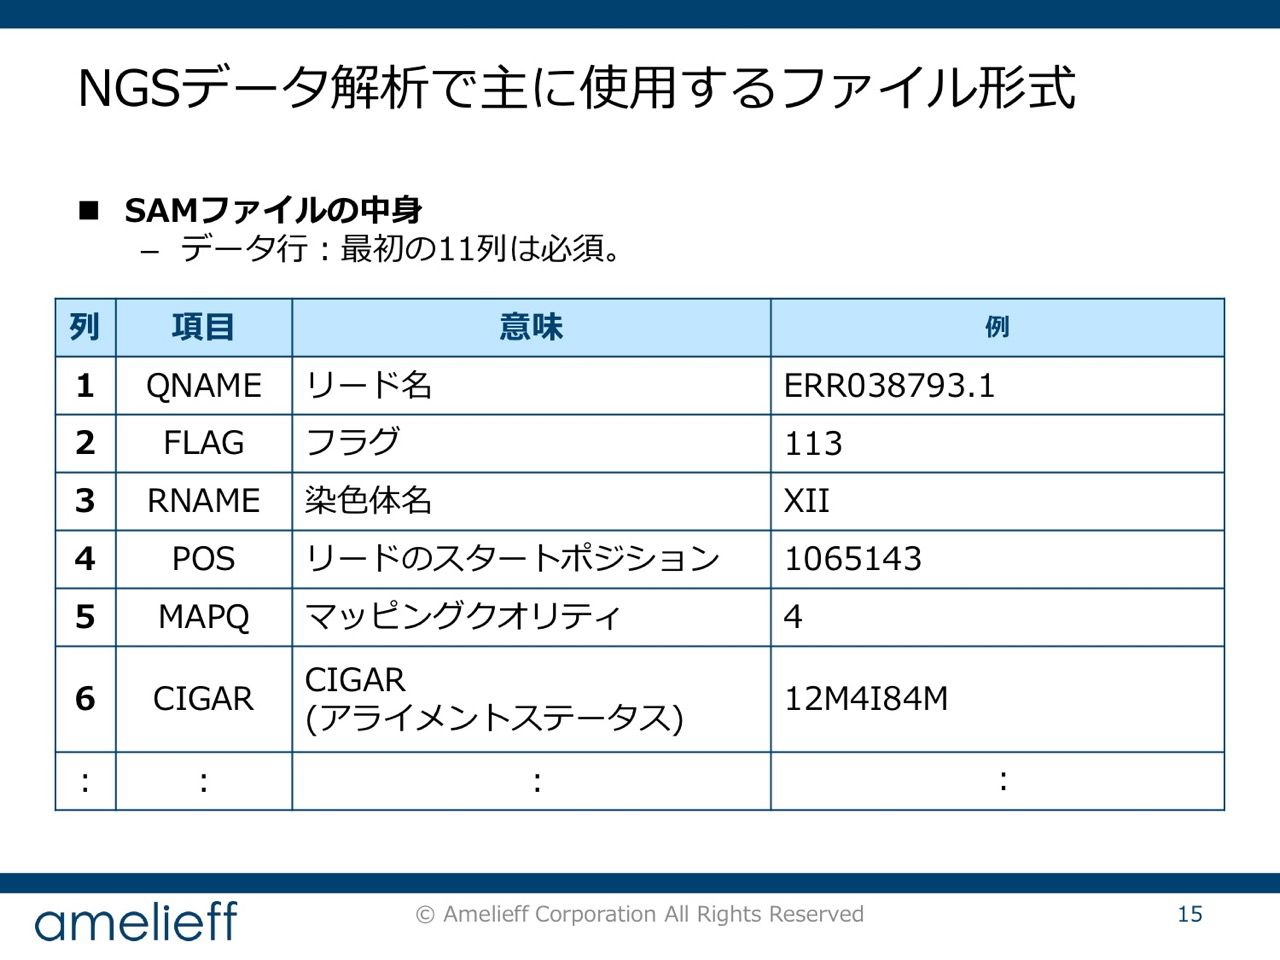 NGSデータ解析で主に使用するファイル形式
■ SAMファイルの中身
– データ行：最初の11列は必須。
列 項目 意味 例
1 QNAME リード名 ERR038793.1
2 FLAG フラグ 113
3 RNAME 染色体名 XII
4 POS リードのスタートポジション 1065143
5 MAPQ マッピングクオリティ 4
6 CIGAR CIGAR
(アライメントステータス) 12M4I84M
： ： ： ：
amelieff © Amelieff Corporation All Rights Reserved 15